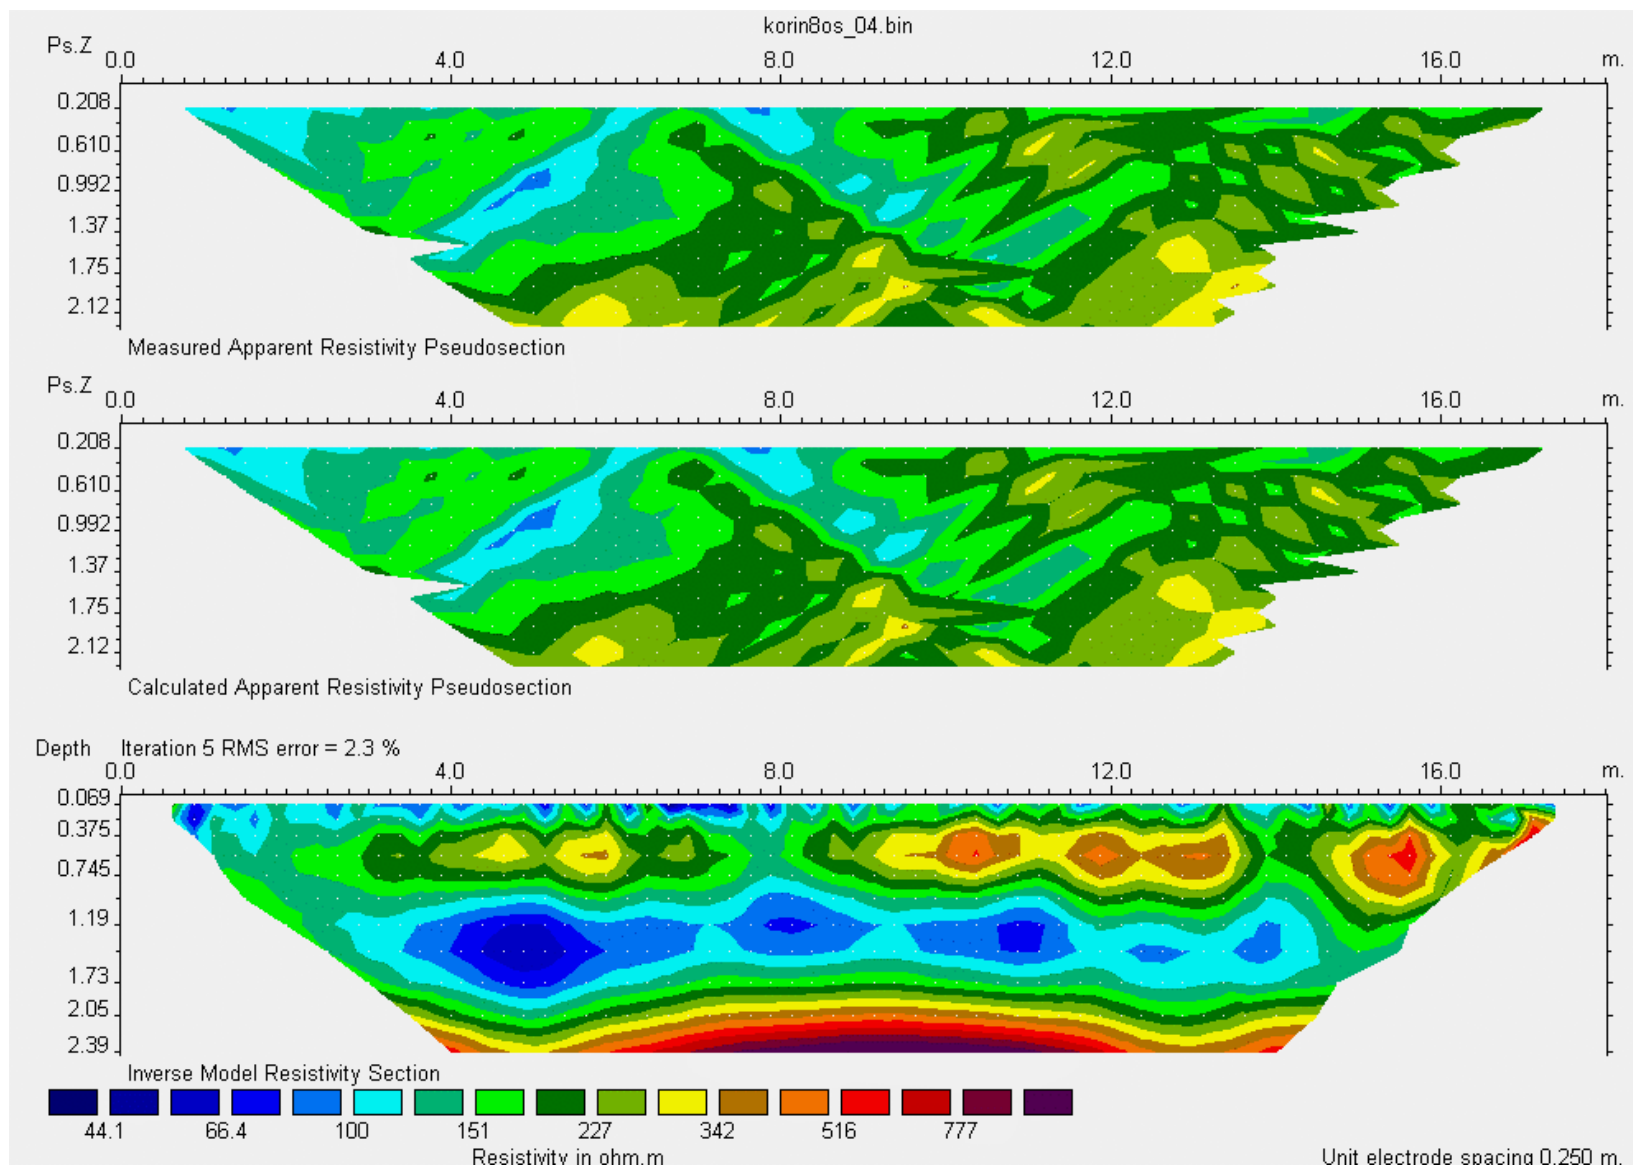 korin8os_04.bin
Ps.Z 0.0 4.0 8.0 12.0 16.0 m.
0.208
0.610
0.992
1.37
1.75
2.12
Measured Apparent Resistivity Pseudosection
Ps.Z 0.0 4.0 8.0 12.0 16.0 m.
0.208
0.610
0.992
1.37
1.75
2.12
Calculated Apparent Resistivity Pseudosection
Depth Iteration 5 RMS error = 2.3 %
0.0 4.0 8.0 12.0 16.0 m.
0.069
0.375
0.745
1.19
1.73
2.05
2.39
Inverse Model Resistivity Section
44.1 66.4 100 151 227 342 516 777
Resistivity in ohm.m Unit electrode spacing 0.250 m.